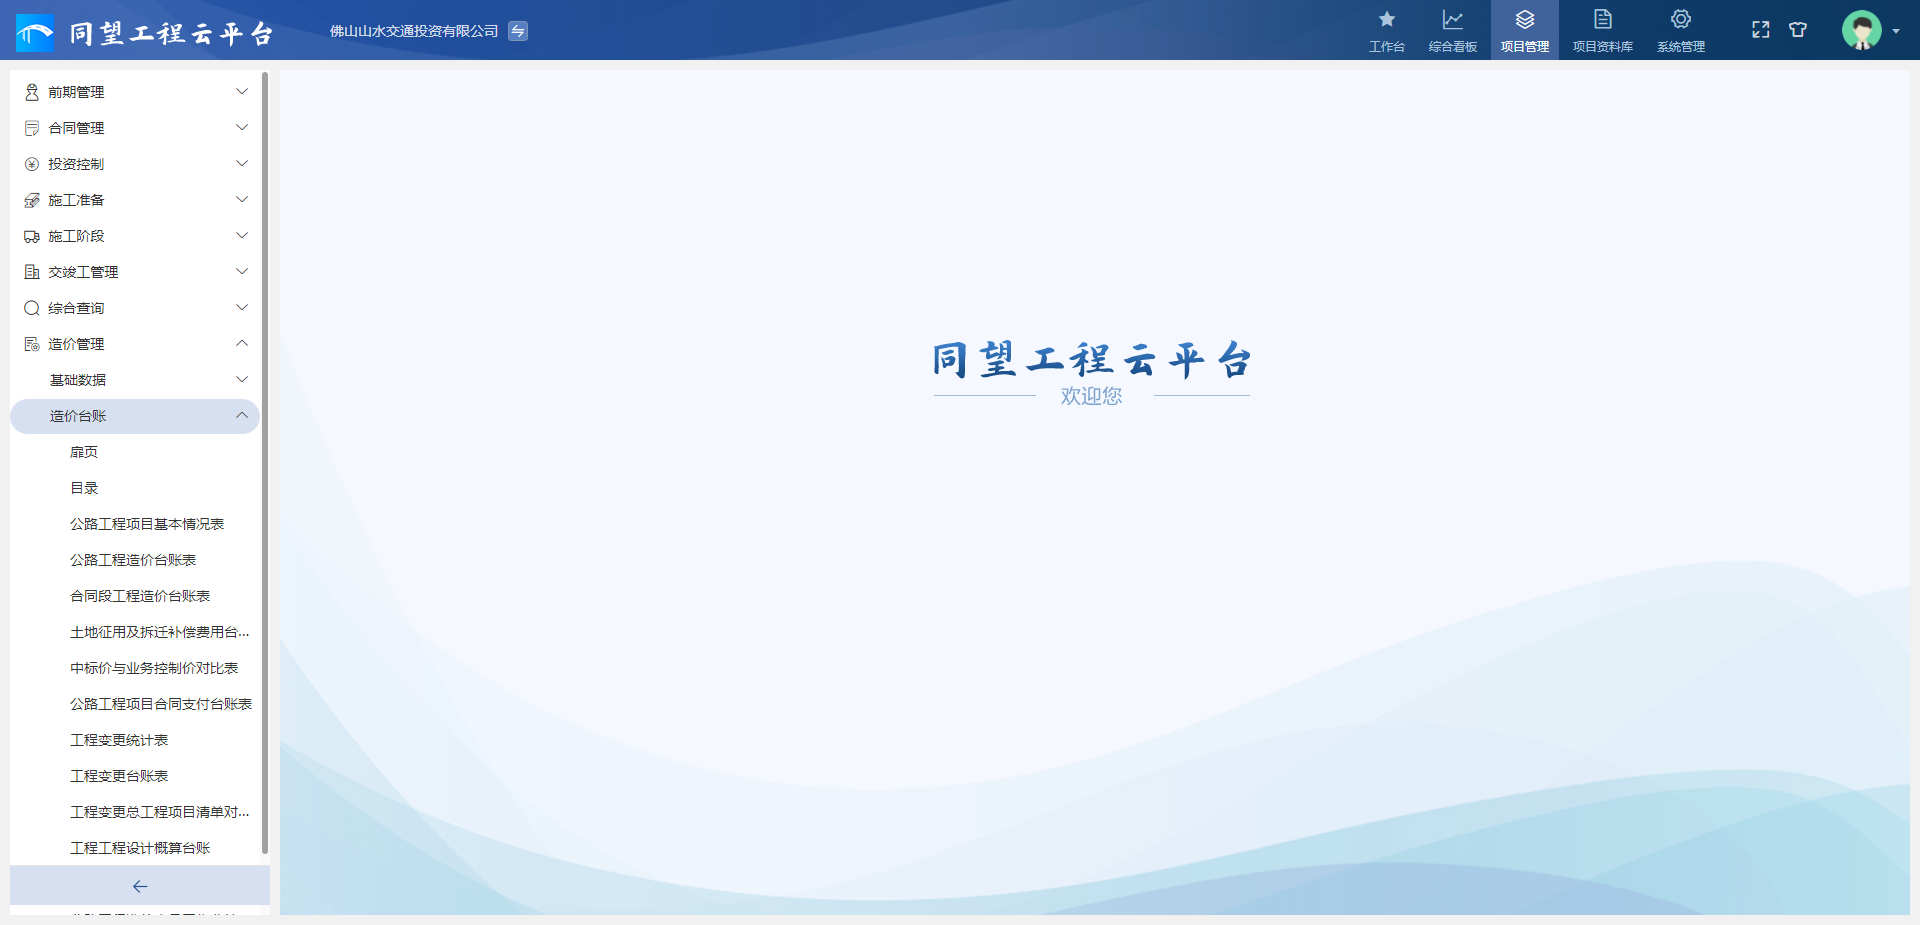 同望工程云平台
佛山山水交通投资有限公司
工作台
综合看板
项目管理
项目资料库
系统管理
前期管理
合同管理
投资控制
施工准备
施工阶段
交竣工管理
综合查询
造价管理
基础数据
造价台账
扉页
目录
公路工程项目基本情况表
公路工程造价台账表
合同段工程造价台账表
土地征用及拆迁补偿费用台...
中标价与业务控制价对比表
公路工程项目合同支付台账表
工程变更统计表
工程变更台账表
工程变更总工程项目清单对...
工程工程设计概算台账
同望工程云平台
欢迎您